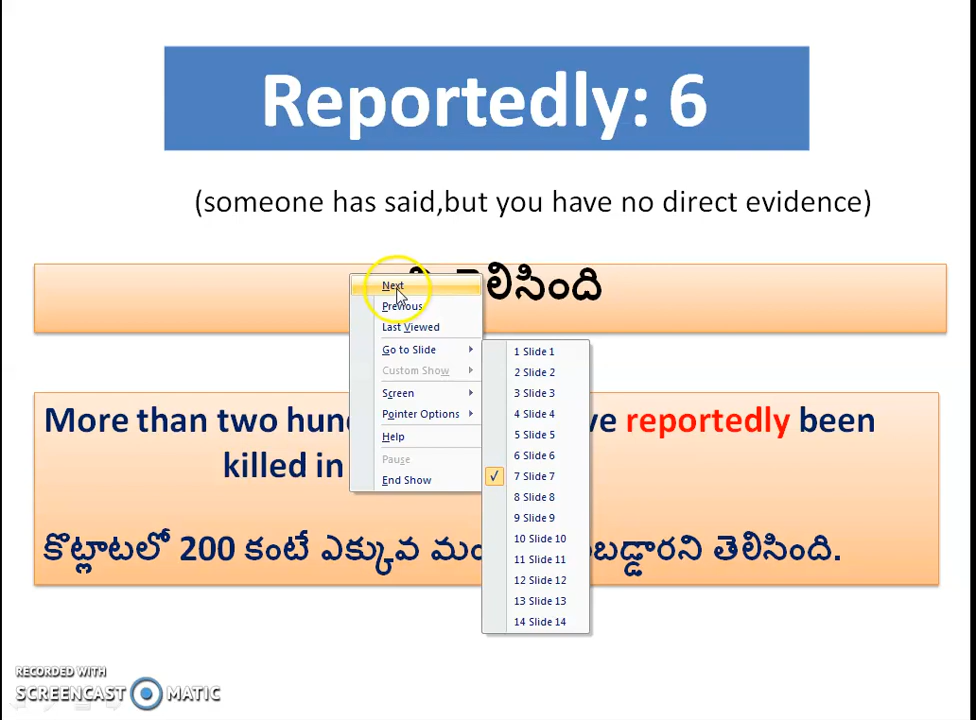 Reportedly: 6
(someone has said,but you have no direct evidence)
తెలిసింది
Next
Previous
Last Viewed
Go to Slide
Custom Show
Screen
Pointer Options
Help
Pause
End Show
1 Slide 1
2 Slide 2
3 Slide 3
4 Slide 4
5 Slide 5
6 Slide 6
7 Slide 7
8 Slide 8
9 Slide 9
10 Slide 10
11 Slide 11
12 Slide 12
13 Slide 13
14 Slide 14
More than two reportedly been
killed in
కొట్లాటలో 200 కంటే ఎక్కువ తెలిసింది.
RECORDED WITH
SCREENCAST MATIC